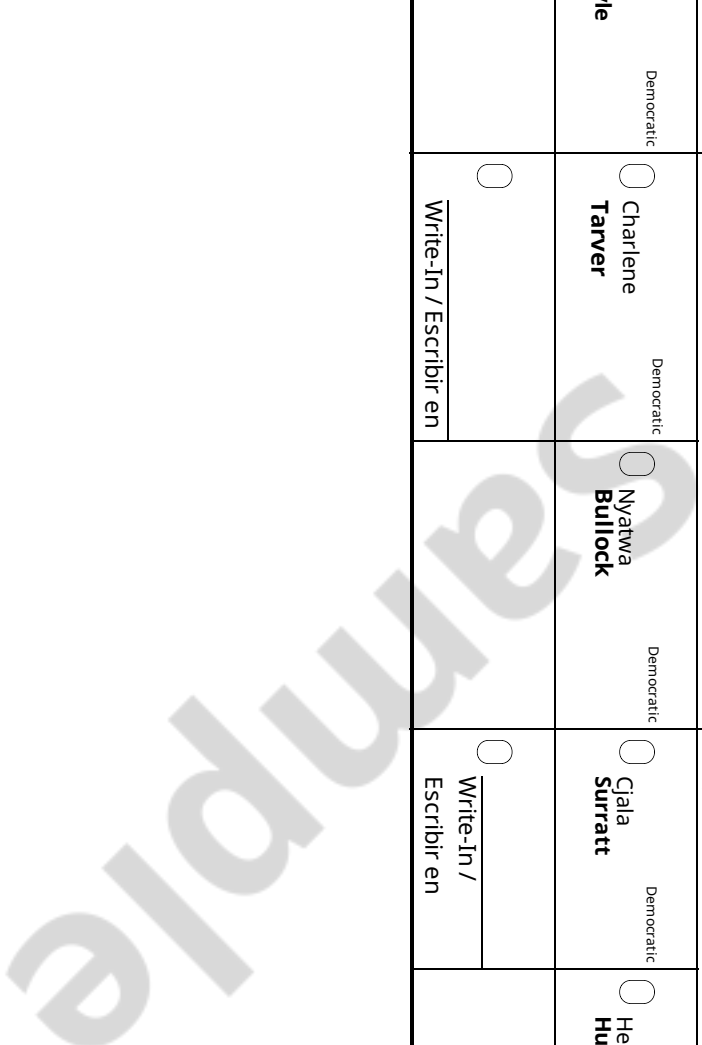 Democratic
Charlene
Tarver
Democratic
Write-In / Escribir en
Nyatwa
Bullock
Democratic
Cjala
Surratt
Democratic
Write-In /
Escribir en
Sample